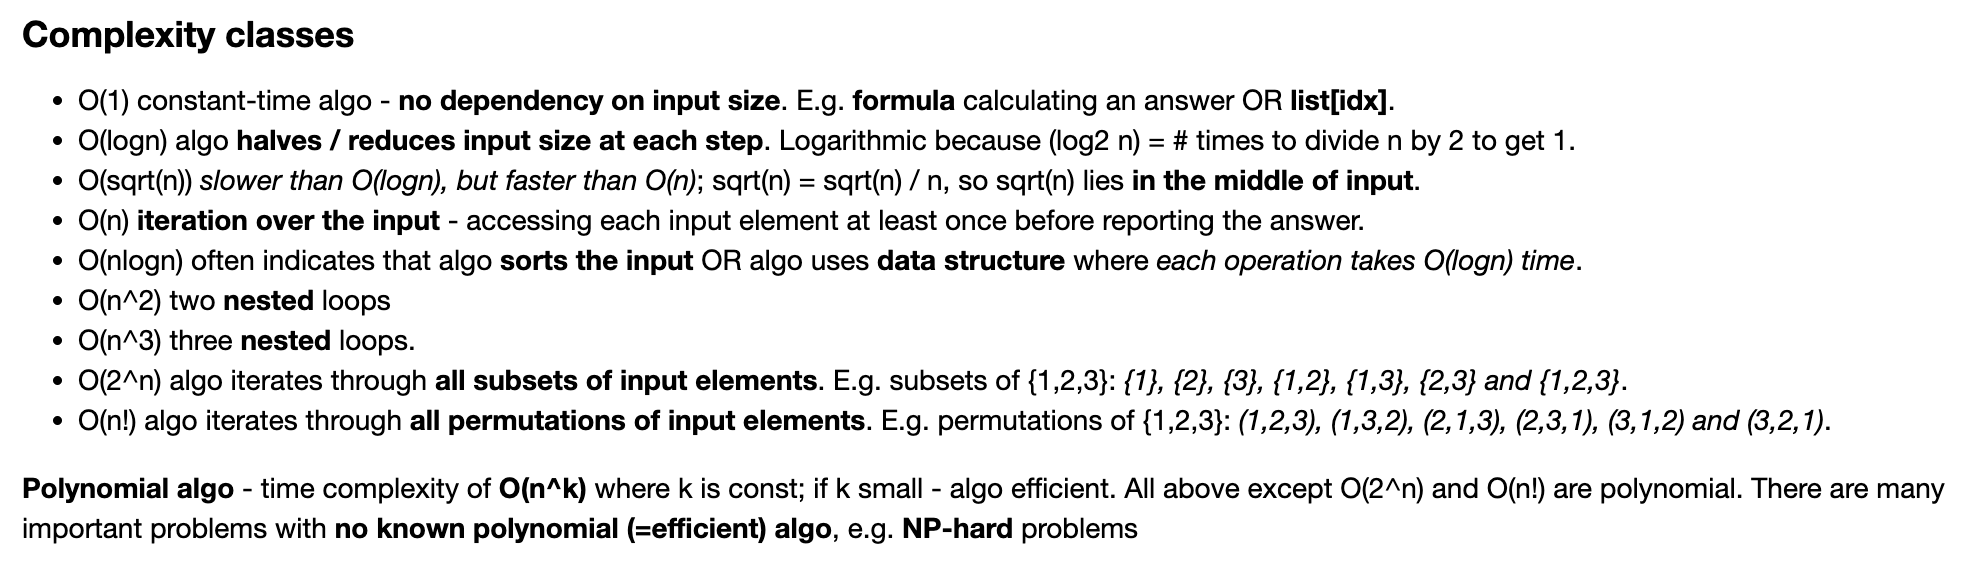 Complexity classes
• O(1) constant-time algo - no dependency on input size. E.g. formula calculating an answer OR list[idx].
• O(logn) algo halves / reduces input size at each step. Logarithmic because (log2 n) = # times to divide n by 2 to get 1.
• O(sqrt(n)) slower than O(logn), but faster than O(n); sqrt(n) = sqrt(n) / n, so sqrt(n) lies in the middle of input.
• O(n) iteration over the input - accessing each input element at least once before reporting the answer.
• O(nlogn) often indicates that algo sorts the input OR algo uses data structure where each operation takes O(logn) time.
• O(n^2) two nested loops
• O(n^3) three nested loops.
• O(2^n) algo iterates through all subsets of input elements. E.g. subsets of {1,2,3}: {1}, {2}, {3}, {1,2}, {1,3}, {2,3} and {1,2,3}.
• O(n!) algo iterates through all permutations of input elements. E.g. permutations of {1,2,3}: (1,2,3), (1,3,2), (2,1,3), (2,3,1), (3,1,2) and (3,2,1).
Polynomial algo - time complexity of O(n^k) where k is const; if k small - algo efficient. All above except O(2^n) and O(n!) are polynomial. There are many
important problems with no known polynomial (=efficient) algo, e.g. NP-hard problems